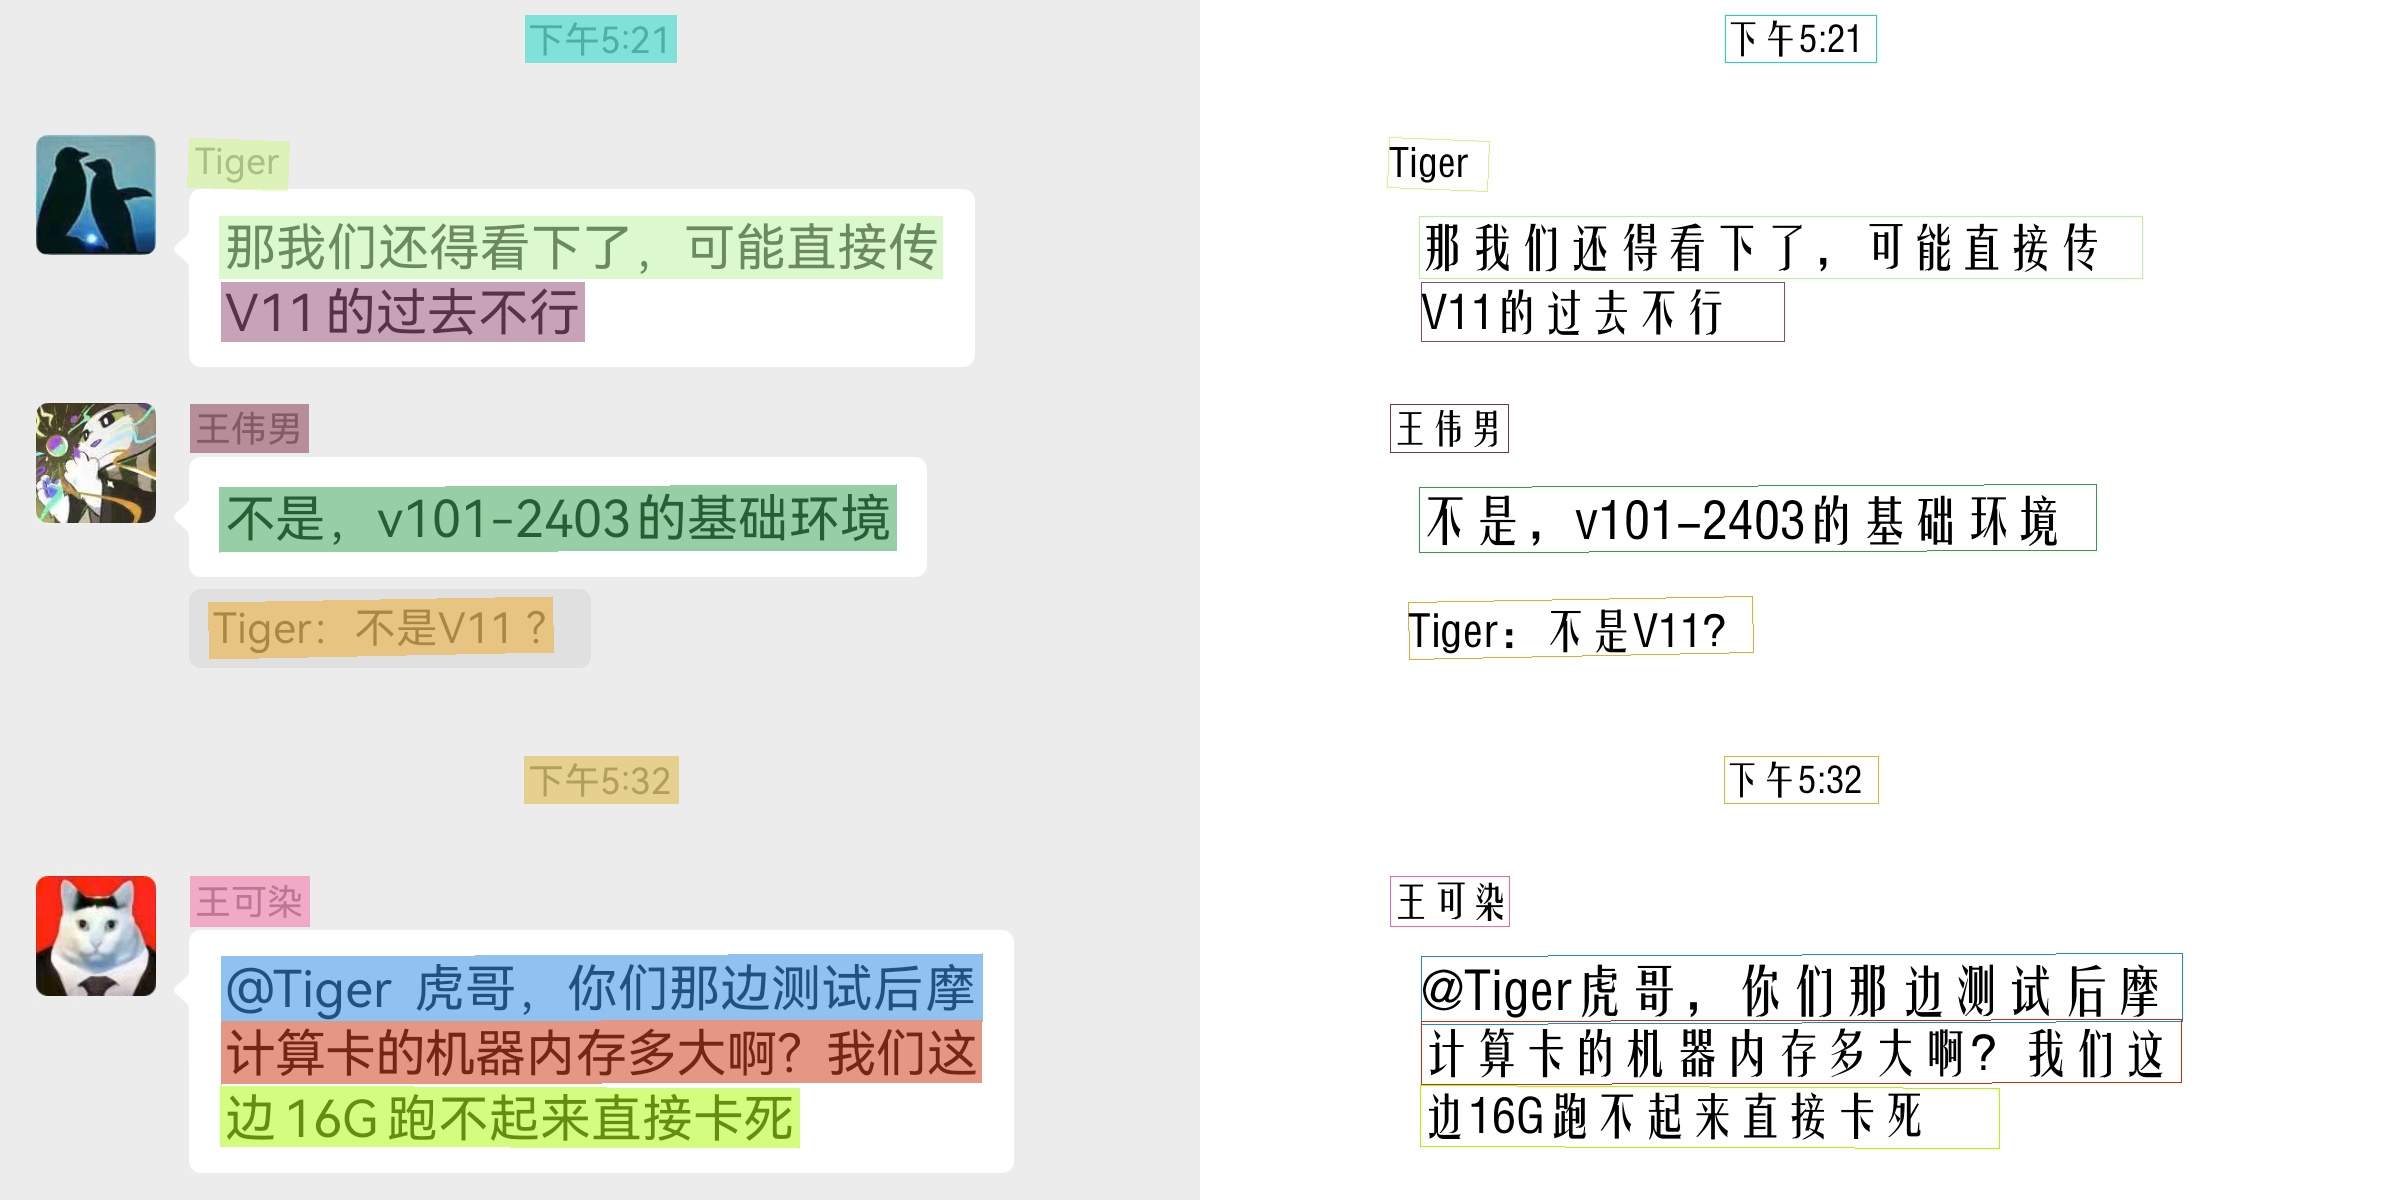 下午5:21
下午5:21
Tiger
Tiger
那我们还得看下了，可能直接传
那我们还得看下了，可能直接传
V11的过去不行
V11的过去不行
王伟男
王伟男
不是，v101-2403的基础环境
不是，v101-2403的基础环境
Tiger：不是V11？
Tiger：不是V11?
下午5:32
下午5:32
王可染
王可染
@Tiger 虎哥，你们那边测试后摩
@Tiger虎哥，你们那边测试后摩
计算卡的机器内存多大啊？我们这
计算卡的机器内存多大啊？我们这
边 16G 跑不起来直接卡死
边16G跑不起来直接卡死